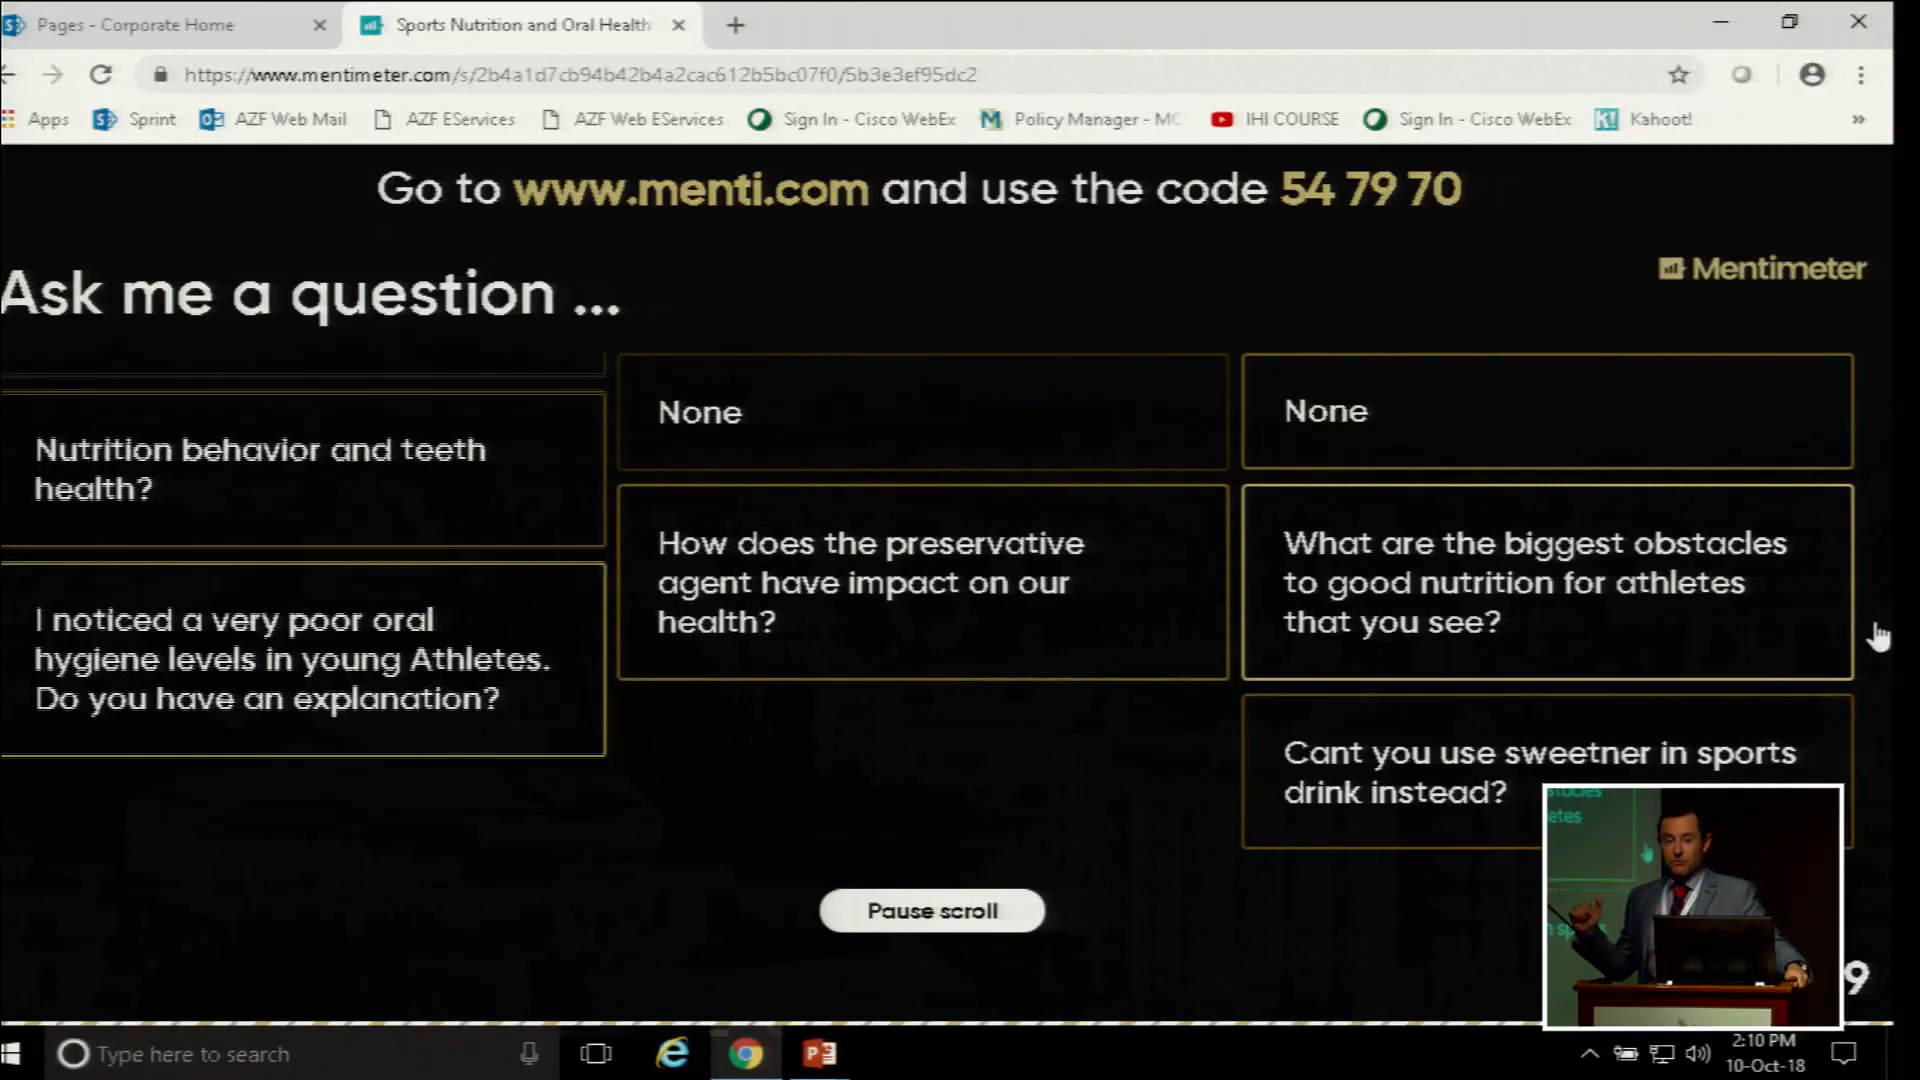 Pages - Corporate Home
Sports Nutrition and Oral Health
https://www.mentimeter.com/s/2b4a1d7cb94b42b4a2cac612b5bc07f0/5b3e3ef95dc2
Apps Sprint AZF Web Mail AZF EServices AZF Web EServices Sign In - Cisco WebEx Policy Manager - MC IHI COURSE Sign In - Cisco WebEx Kahoot!
Go to www.menti.com and use the code 54 79 70
Mentimeter
Ask me a question ...
Nutrition behavior and teeth
health?
I noticed a very poor oral
hygiene levels in young Athletes.
Do you have an explanation?
None
How does the preservative
agent have impact on our
health?
None
What are the biggest obstacles
to good nutrition for athletes
that you see?
Cant you use sweetner in sports
drink instead?
Pause scroll
9
Type here to search
2:10 PM
10-Oct-18